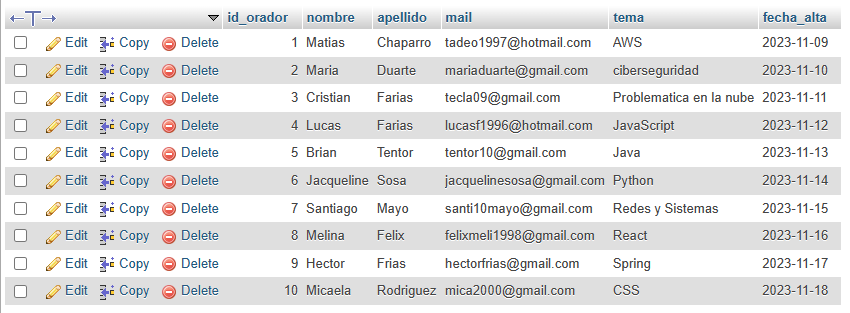 id_orador nombre apellido mail tema fecha_alta
Edit Copy Delete 1 Matias Chaparro tadeo1997@hotmail.com AWS 2023-11-09
Edit Copy Delete 2 Maria Duarte mariaduarte@gmail.com ciberseguridad 2023-11-10
Edit Copy Delete 3 Cristian Farias tecla09@gmail.com Problematica en la nube 2023-11-11
Edit Copy Delete 4 Lucas Farias lucasf1996@hotmail.com JavaScript 2023-11-12
Edit Copy Delete 5 Brian Tentor tentor10@gmail.com Java 2023-11-13
Edit Copy Delete 6 Jacqueline Sosa jacquelinesosa@gmail.com Python 2023-11-14
Edit Copy Delete 7 Santiago Mayo santi10mayo@gmail.com Redes y Sistemas 2023-11-15
Edit Copy Delete 8 Melina Felix felixmeli1998@gmail.com React 2023-11-16
Edit Copy Delete 9 Hector Frias hectorfrias@gmail.com Spring 2023-11-17
Edit Copy Delete 10 Micaela Rodriguez mica2000@gmail.com CSS 2023-11-18